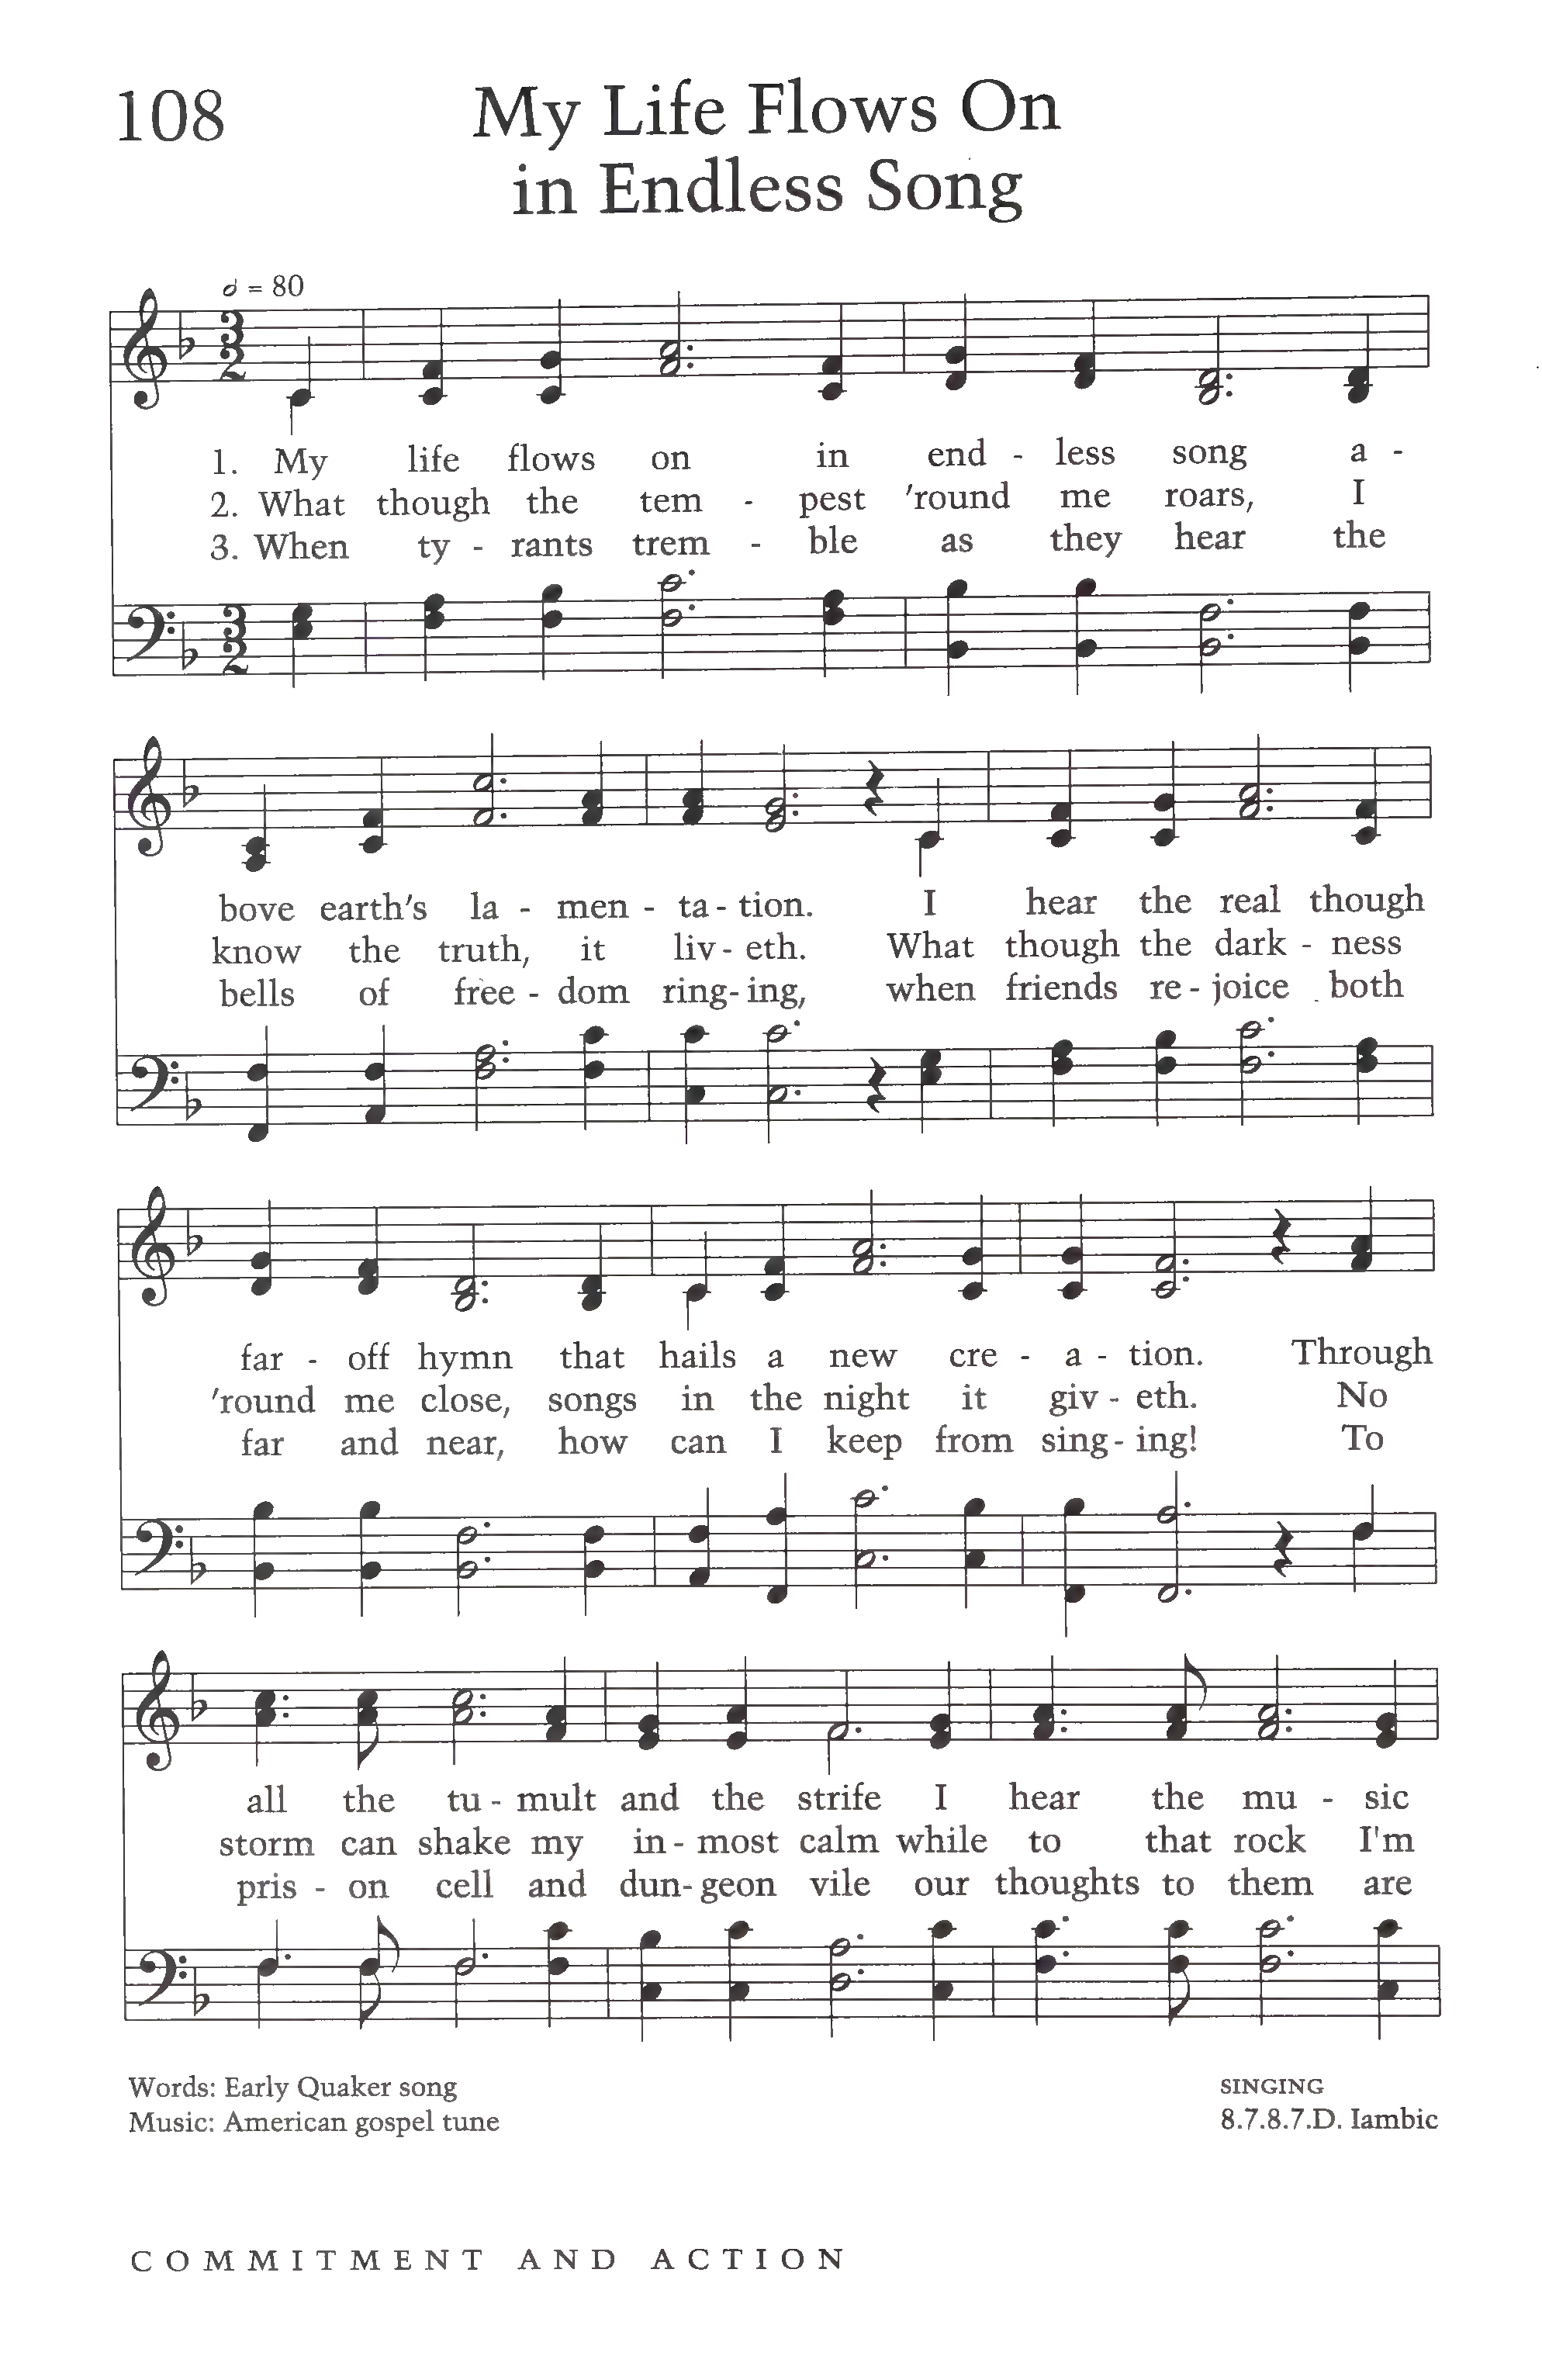 108
My Life Flows On
in Endless Song
= 80
1. My life flows on in end - less song a -
2. What though the tem - pest 'round me roars, I
3. When ty - rants trem - ble as they hear the
bove earth's la - men - ta - tion. I hear the real though
know the truth, it liv - eth. What though the dark - ness
bells of free - dom ring - ing, when friends re - joice both
far - off hymn that hails a new cre - a - tion. Through
'round me close, songs in the night it giv - eth. No
far and near, how can I keep from sing - ing! To
all the tu - mult and the strife I hear the mu - sic
storm can shake my in - most calm while to that rock I'm
pris - on cell and dun - geon vile our thoughts to them are
Words: Early Quaker song
Music: American gospel tune
SINGING
8.7.8.7.D. Iambic
COMMITMENT AND ACTION